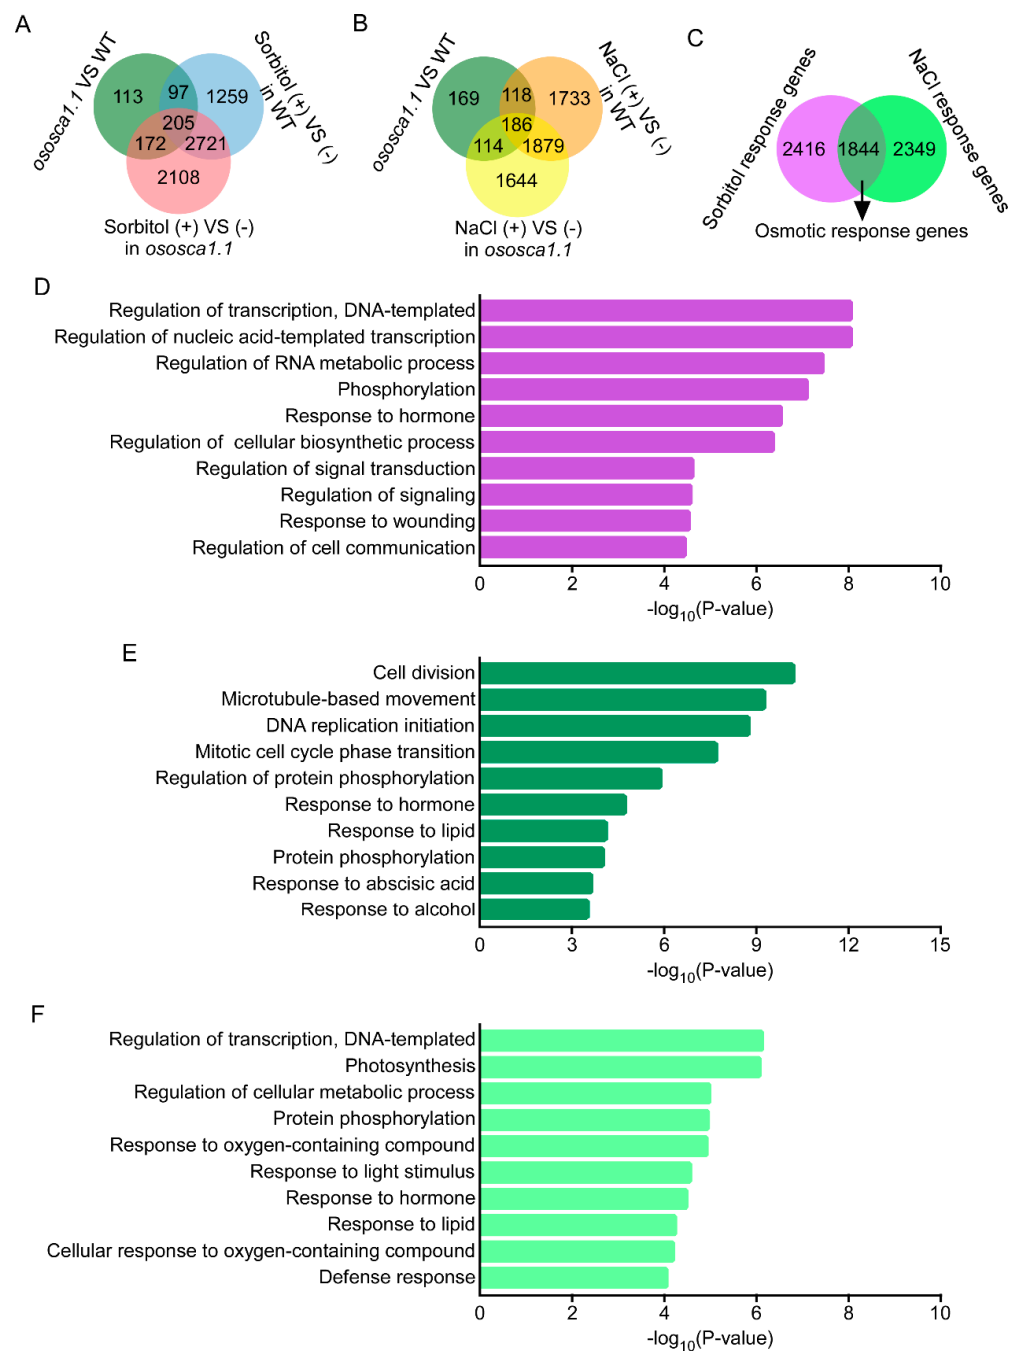 A
B
C
ososca1.1 VS WT
Sorbitol (+) VS (-)
in WT
113
97
1259
205
172
2721
2108
Sorbitol (+) VS (-)
in ososca1.1
ososca1.1 VS WT
NaCl (+) VS (-)
in WT
169
118
1733
186
114
1879
1644
NaCl (+) VS (-)
in ososca1.1
Sorbitol response genes
NaCl response genes
2416
1844
2349
Osmotic response genes
D
Regulation of transcription, DNA-templated
Regulation of nucleic acid-templated transcription
Regulation of RNA metabolic process
Phosphorylation
Response to hormone
Regulation of  cellular biosynthetic process
Regulation of signal transduction
Regulation of signaling
Response to wounding
Regulation of cell communication
0 2 4 6 8 10
-log10(P-value)
E
Cell division
Microtubule-based movement
DNA replication initiation
Mitotic cell cycle phase transition
Regulation of protein phosphorylation
Response to hormone
Response to lipid
Protein phosphorylation
Response to abscisic acid
Response to alcohol
0 3 6 9 12 15
-log10(P-value)
F
Regulation of transcription, DNA-templated
Photosynthesis
Regulation of cellular metabolic process
Protein phosphorylation
Response to oxygen-containing compound
Response to light stimulus
Response to hormone
Response to lipid
Cellular response to oxygen-containing compound
Defense response
0 2 4 6 8 10
-log10(P-value)